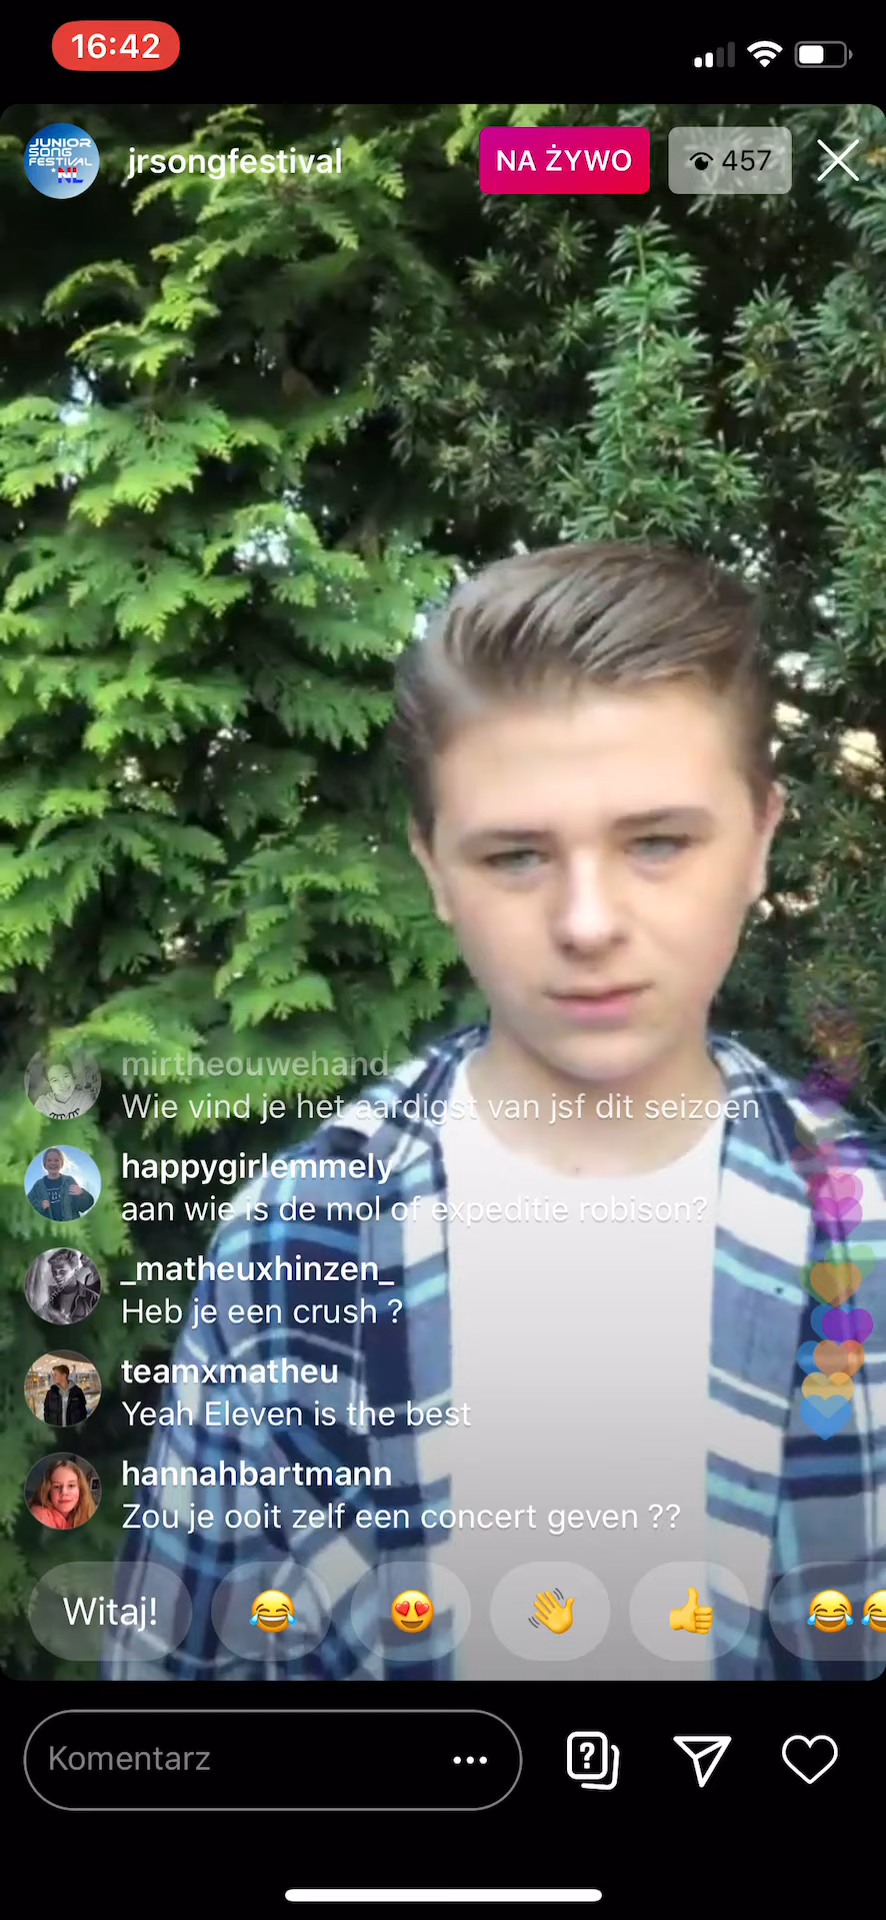 16:42
JUNIOR
SONG
FESTIVAL
NL
jrsongfestival
NA ŻYWO
457
mirtheouwehand
Wie vind je het aardigst van jsf dit seizoen
happygirlemmely
aan wie is de mol of expeditie robison?
_matheuxhinzen_
Heb je een crush ?
teamxmatheu
Yeah Eleven is the best
hannahbartmann
Zou je ooit zelf een concert geven ??
Witaj! 😂 😍 👋 👍 😂
Komentarz